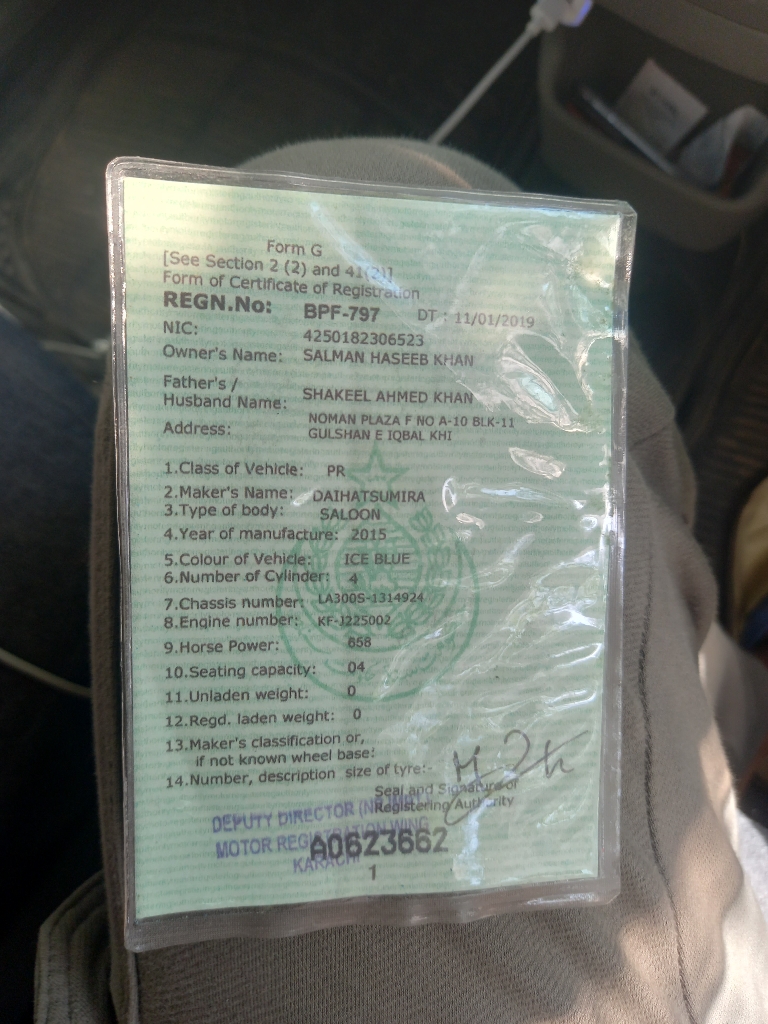 Form G
[See Section 2 (2) and 41(2)]
Form of Certificate of Registration
REGN.No: BPF-797 DT : 11/01/2019
NIC: 4250182306523
Owner's Name: SALMAN HASEEB KHAN
Father's /
Husband Name: SHAKEEL AHMED KHAN
Address: NOMAN PLAZA F NO A-10 BLK-11
GULSHAN E IQBAL KHI
1.Class of Vehicle: PR
2.Maker's Name: DAIHATSUMIRA
3.Type of body: SALOON
4.Year of manufacture: 2015
5.Colour of Vehicle: ICE BLUE
6.Number of Cylinder: 4
7.Chassis number: LA300S-1314924
8.Engine number: KF-J225002
9.Horse Power: 658
10.Seating capacity: 04
11.Unladen weight: 0
12.Regd. laden weight: 0
13.Maker's classification or,
if not known wheel base:
14.Number, description size of tyre:-
Seal and Signature of
Registering Authority
DEPUTY DIRECTOR
MOTOR REGISTRATION WING
KARACHI
A0623662
1